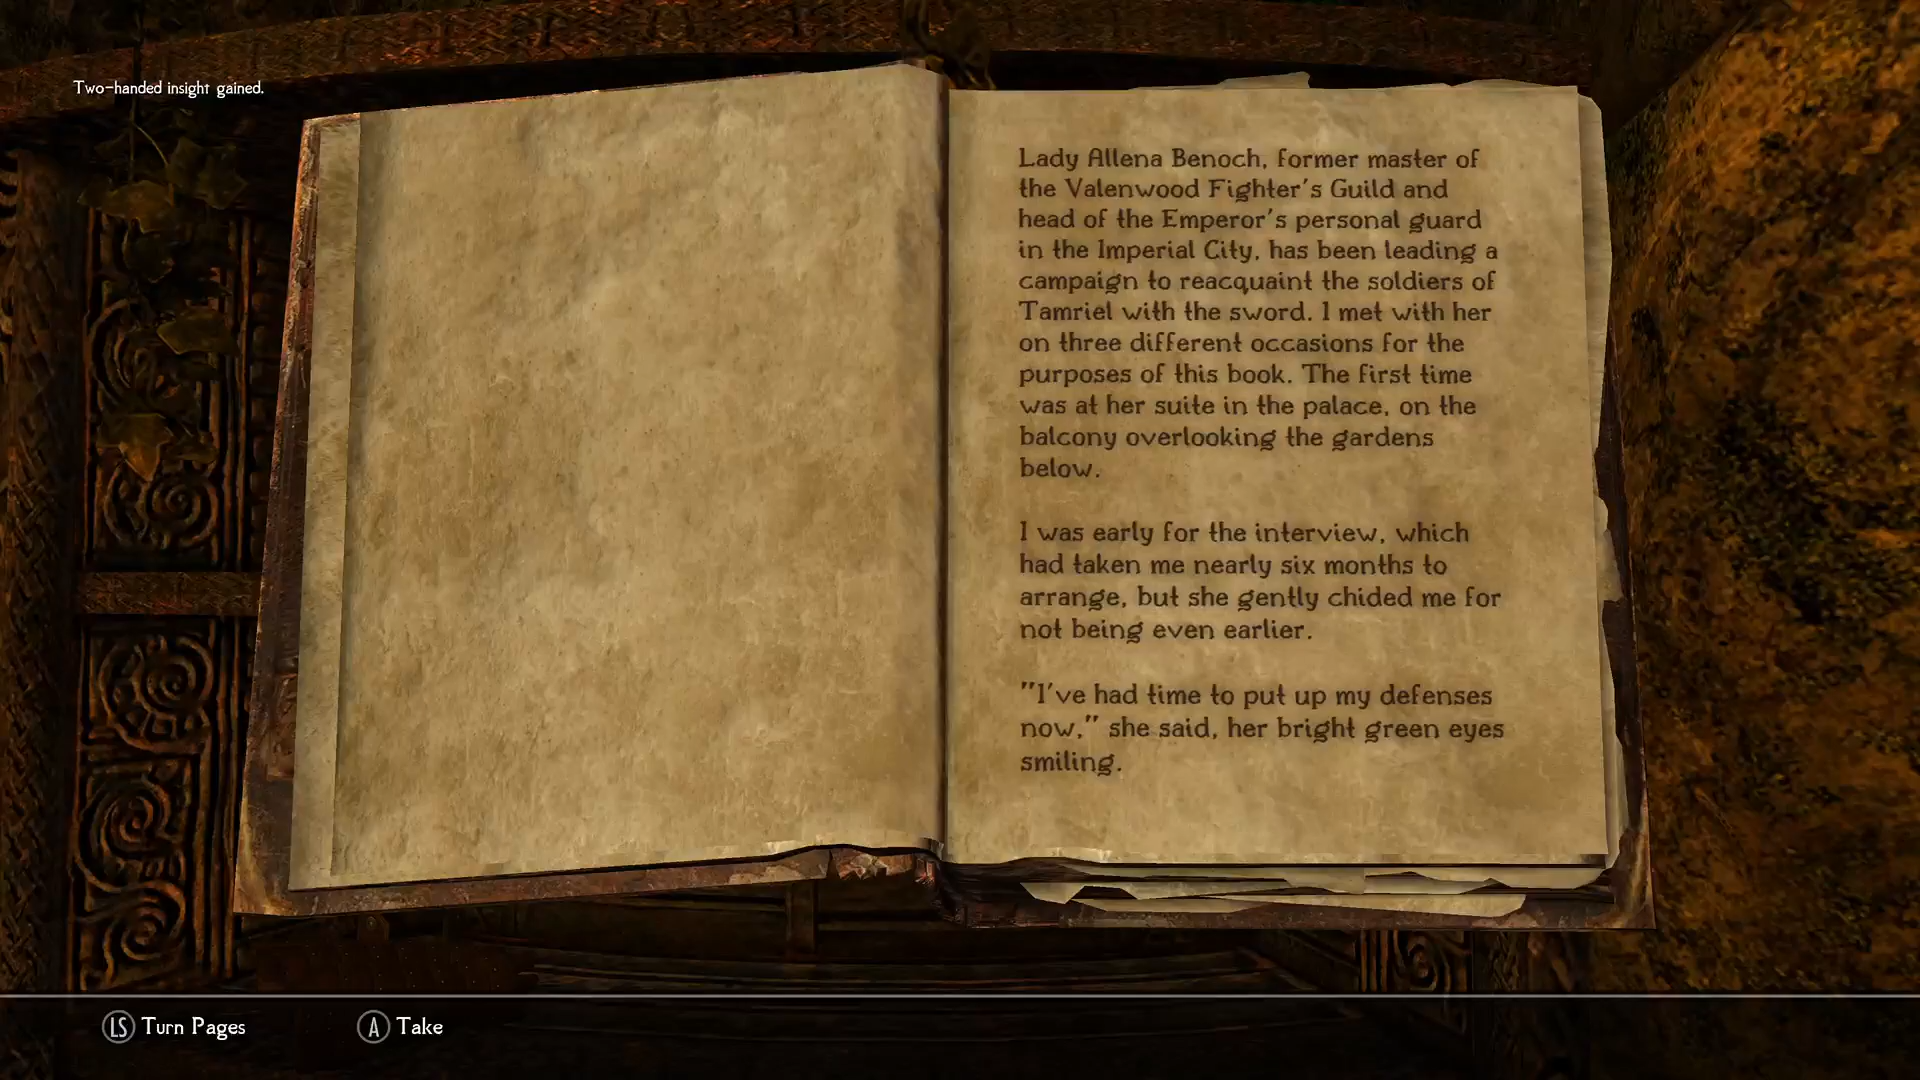 Two-handed insight gained.
Lady Allena Benoch, former master of
the Valenwood Fighter's Guild and
head of the Emperor's personal guard
in the Imperial City, has been leading a
campaign to reacquaint the soldiers of
Tamriel with the sword. I met with her
on three different occasions for the
purposes of this book. The first time
was at her suite in the palace, on the
balcony overlooking the gardens
below.
I was early for the interview, which
had taken me nearly six months to
arrange, but she gently chided me for
not being even earlier.
"I've had time to put up my defenses
now," she said, her bright green eyes
smiling.
LS Turn Pages
A Take